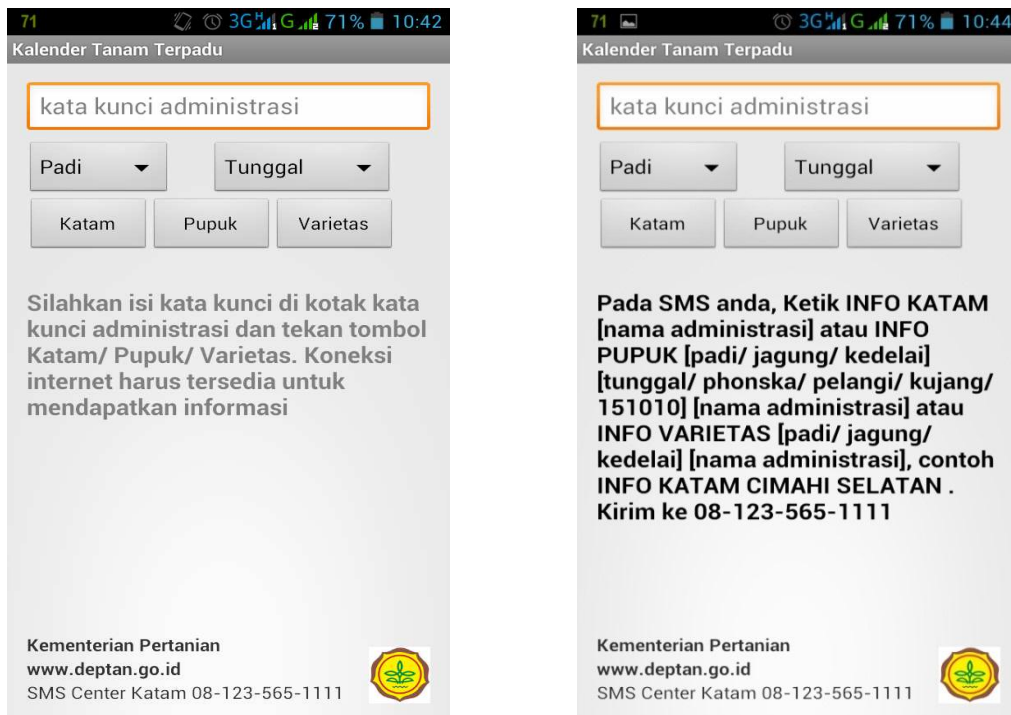 71 3G H 1 G 2 71% 10:42
Kalender Tanam Terpadu
kata kunci administrasi
Padi Tunggal
Katam Pupuk Varietas
Silahkan isi kata kunci di kotak kata
kunci administrasi dan tekan tombol
Katam/ Pupuk/ Varietas. Koneksi
internet harus tersedia untuk
mendapatkan informasi
Kementerian Pertanian
www.deptan.go.id
SMS Center Katam 08-123-565-1111
71 3G H 1 G 2 71% 10:44
Kalender Tanam Terpadu
kata kunci administrasi
Padi Tunggal
Katam Pupuk Varietas
Pada SMS anda, Ketik INFO KATAM
[nama administrasi] atau INFO
PUPUK [padi/ jagung/ kedelai]
[tunggal/ phonska/ pelangi/ kujang/
151010] [nama administrasi] atau
INFO VARIETAS [padi/ jagung/
kedelai] [nama administrasi], contoh
INFO KATAM CIMAHI SELATAN .
Kirim ke 08-123-565-1111
Kementerian Pertanian
www.deptan.go.id
SMS Center Katam 08-123-565-1111